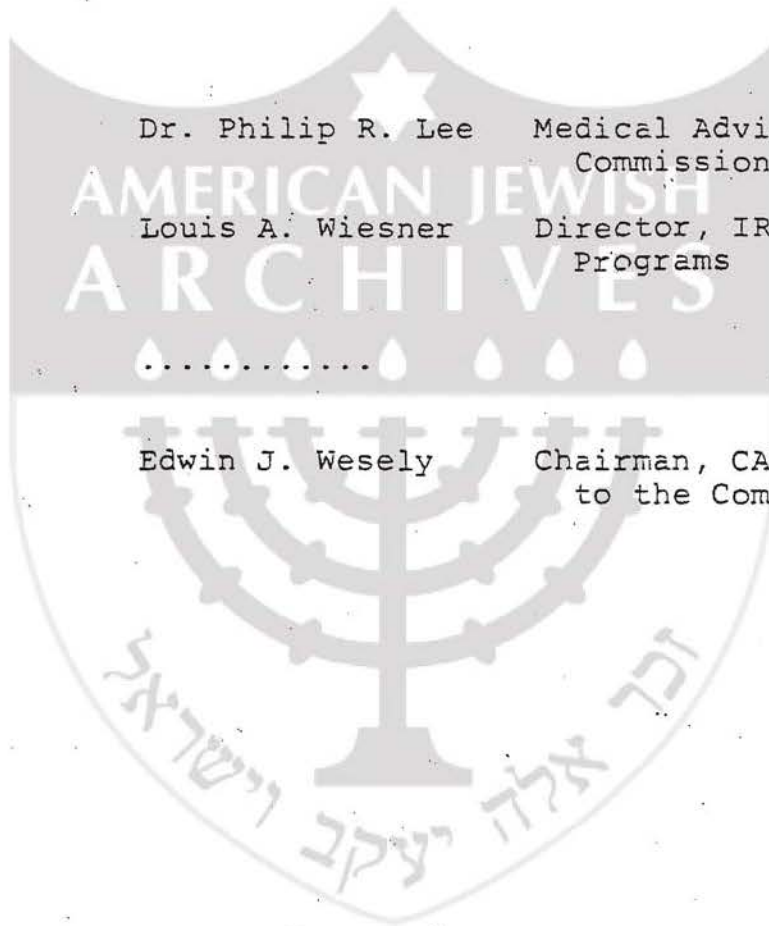 Dr. Philip R. Lee Medical Advi
Commission
AMERICAN JEWISH
Louis A. Wiesner Director, IR
Programs
ARCHIVES
............
Edwin J. Wesely Chairman, CA
to the Com
זכר אלה יעקב וישראל